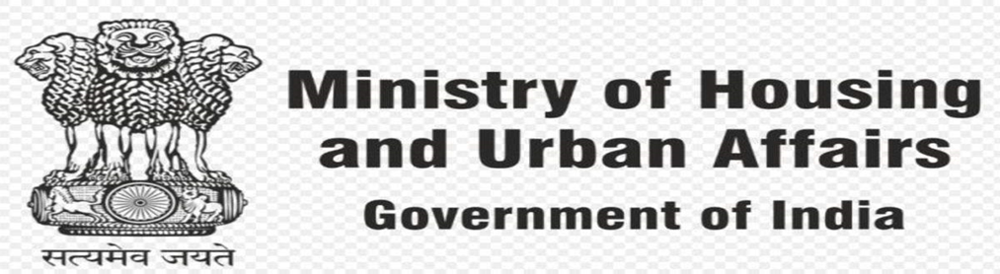 Ministry of Housing
and Urban Affairs
Government of India
सत्यमेव जयते